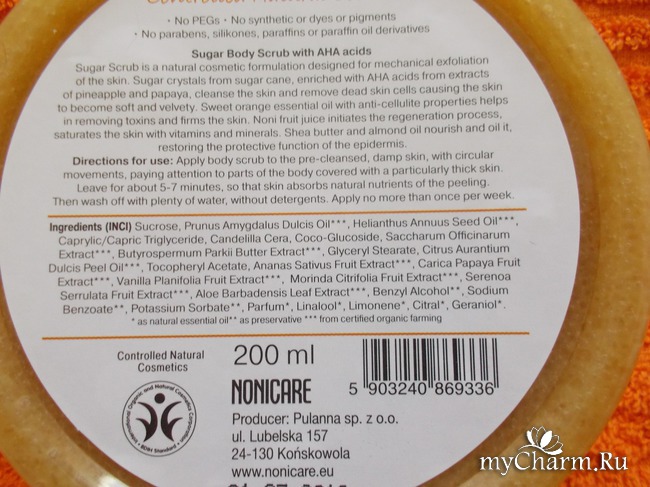 • No PEGs • No synthetic or dyes or pigments
• No parabens, silikones, paraffins or paraffin oil derivatives
Sugar Body Scrub with AHA acids
Sugar Scrub is a natural cosmetic formulation designed for mechanical exfoliation
of the skin. Sugar crystals from sugar cane, enriched with AHA acids from extracts
of pineapple and papaya, cleanse the skin and remove dead skin cells causing the skin
to become soft and velvety. Sweet orange essential oil with anti-cellulite properties helps
in removing toxins and firms the skin. Noni fruit juice initiates the regeneration process,
saturates the skin with vitamins and minerals. Shea butter and almond oil nourish and oil it,
restoring the protective function of the epidermis.
Directions for use: Apply body scrub to the pre-cleansed, damp skin, with circular
movements, paying attention to parts of the body covered with a particularly thick skin.
Leave for about 5-7 minutes, so that skin absorbs natural nutrients of the peeling.
Then wash off with plenty of water, without detergents. Apply no more than once per week.
Ingredients (INCI) Sucrose, Prunus Amygdalus Dulcis Oil***, Helianthus Annuus Seed Oil***,
Caprylic/Capric Triglyceride, Candelilla Cera, Coco-Glucoside, Saccharum Officinarum
Extract***, Butyrospermum Parkii Butter Extract***, Glyceryl Stearate, Citrus Aurantium
Dulcis Peel Oil***, Tocopheryl Acetate, Ananas Sativus Fruit Extract***, Carica Papaya Fruit
Extract***, Vanilla Planifolia Fruit Extract***, Morinda Citrifolia Fruit Extract***, Serenoa
Serrulata Fruit Extract***, Aloe Barbadensis Leaf Extract***, Benzyl Alcohol**, Sodium
Benzoate**, Potassium Sorbate**, Parfum*, Linalool*, Limonene*, Citral*, Geraniol*.
* as natural essential oil** as preservative *** from certified organic farming
Controlled Natural
Cosmetics
200 ml
NONICARE
5 903240 869336
International Organic and Natural Cosmetics Corporation
• BDIH Standard •
Producer: Pulanna sp. z o.o.
ul. Lubelska 157
24-130 Końskowola
www.nonicare.eu
myCharm.Ru